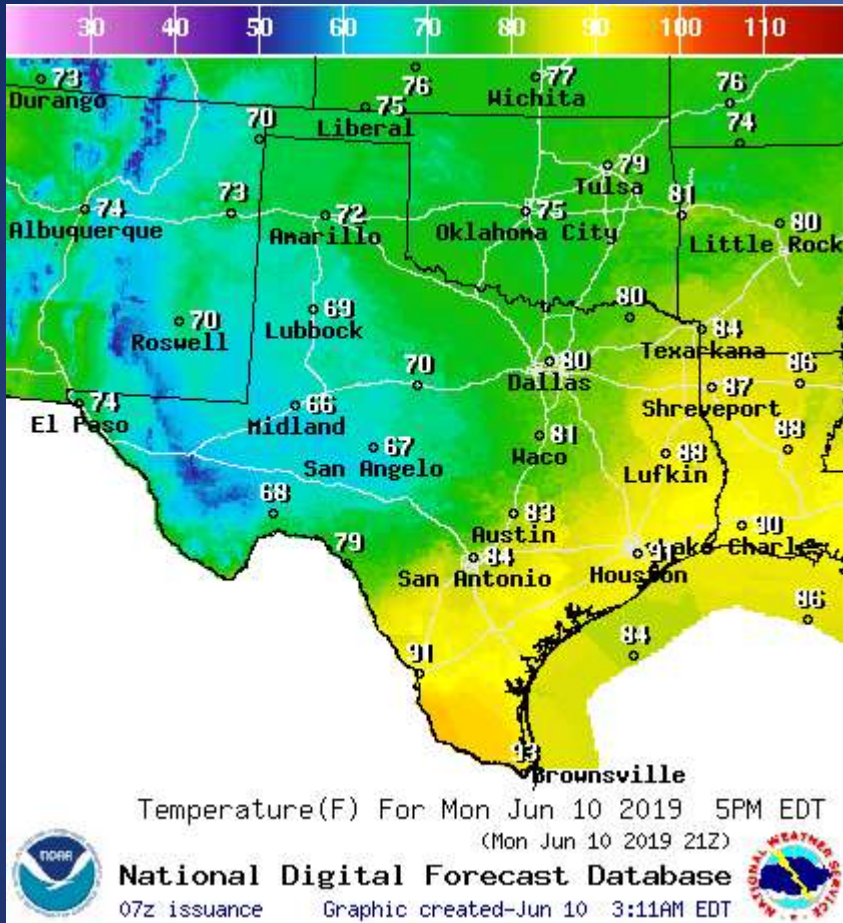 30 40 50 60 70 80 90 100 110
73 76 77 76
Durango Wichita
70 75 74
Liberal
79
Tulsa
74 73 72 75 81 80
Albuquerque Amarillo Oklahoma City Little Rock
70 69 80 84
Roswell Lubbock Texarkana
70 80 87 86
Dallas Shreveport
74 66 81 88
El Paso Midland Waco
67 88
San Angelo Lufkin
68 83 90
Austin
79 84 91 Lake Charles
San Antonio Houston
86
91 84
93
Brownsville
Temperature(F) For Mon Jun 10 2019 5PM EDT
(Mon Jun 10 2019 21Z)
NOAA
National Digital Forecast Database
07z issuance Graphic created-Jun 10 3:11AM EDT
NATIONAL WEATHER SERVICE